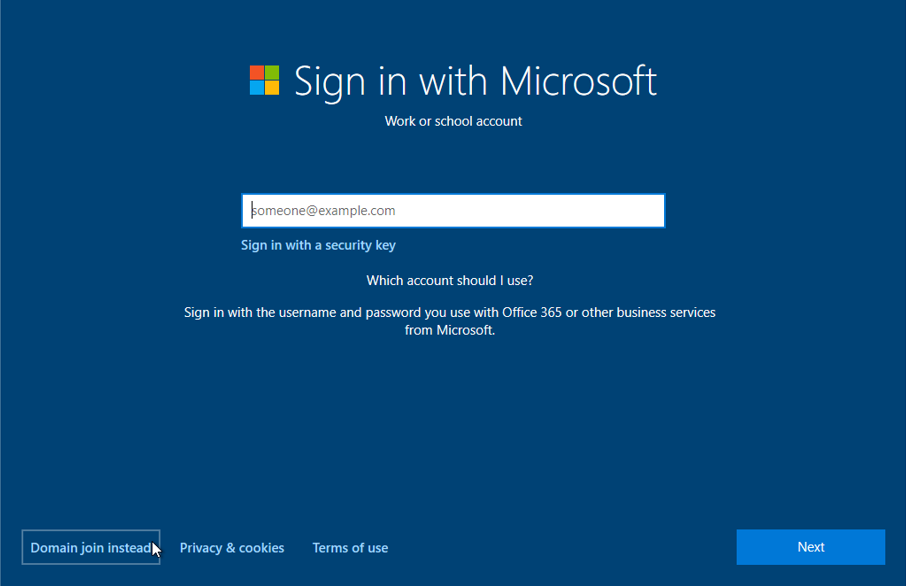 Sign in with Microsoft
Work or school account
someone@example.com
Sign in with a security key
Which account should I use?
Sign in with the username and password you use with Office 365 or other business services
from Microsoft.
Domain join instead
Privacy & cookies
Terms of use
Next